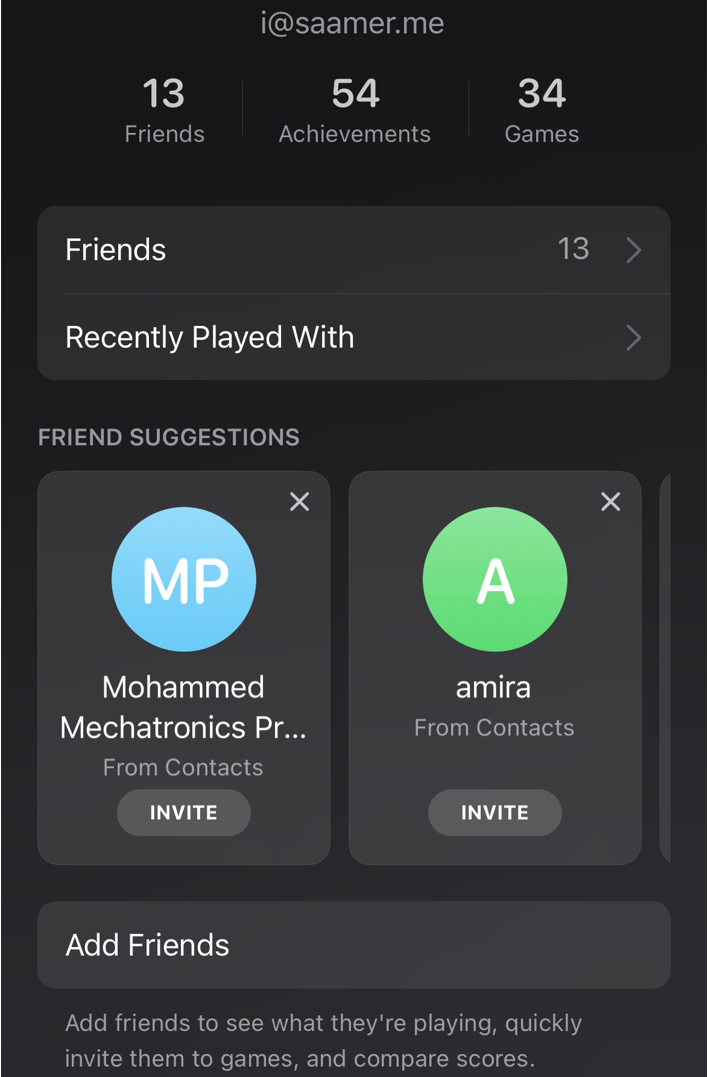 i@saamer.me
13 54 34
Friends Achievements Games
Friends 13
Recently Played With
FRIEND SUGGESTIONS
MP
Mohammed
Mechatronics Pr...
From Contacts
INVITE
A
amira
From Contacts
INVITE
Add Friends
Add friends to see what they're playing, quickly
invite them to games, and compare scores.